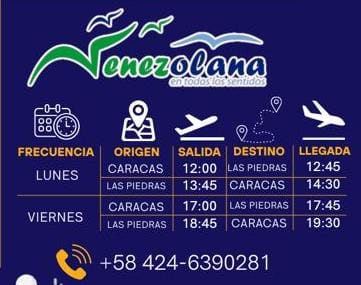 Venezolana
en todos los sentidos
FRECUENCIA ORIGEN SALIDA DESTINO LLEGADA
LUNES CARACAS 12:00 LAS PIEDRAS 12:45
LAS PIEDRAS 13:45 CARACAS 14:30
VIERNES CARACAS 17:00 LAS PIEDRAS 17:45
LAS PIEDRAS 18:45 CARACAS 19:30
+58 424-6390281